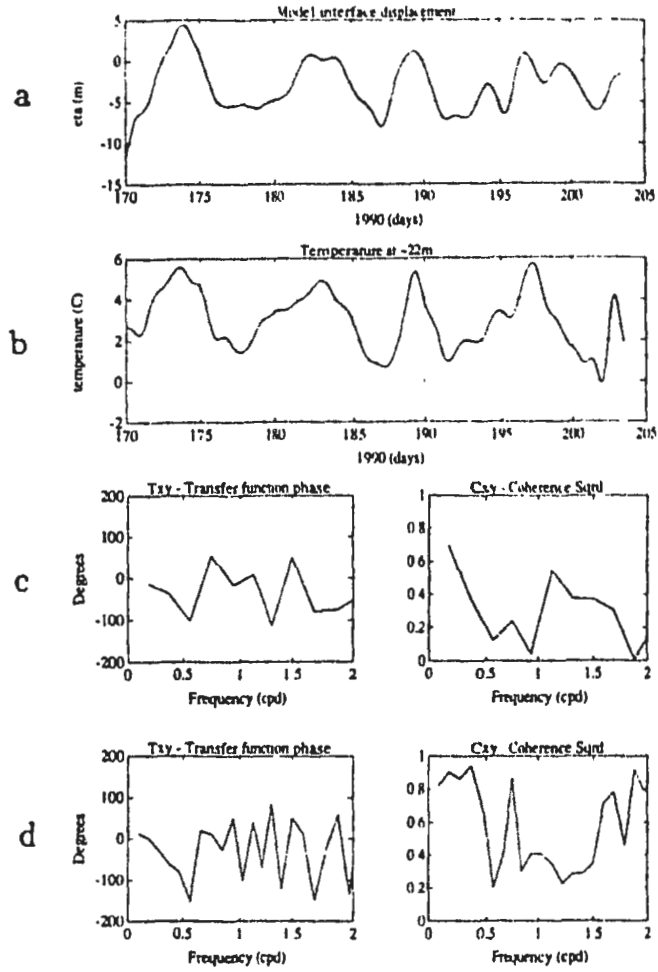 Model interface displacement
a
eta (m)
5
0
-5
-10
-15
170 175 180 185 190 195 200 205
1990 (days)
Temperature at -22m
b
temperature (C)
6
4
2
0
-2
170 175 180 185 190 195 200 205
1990 (days)
Txy - Transfer function phase
Cxy - Coherence Sqrd
c
Degrees
200
100
0
-100
-200
0 0.5 1 1.5 2
Frequency (cpd)
1
0.8
0.6
0.4
0.2
0
0 0.5 1 1.5 2
Frequency (cpd)
Txy - Transfer function phase
Cxy - Coherence Sqrd
d
Degrees
200
100
0
-100
-200
0 0.5 1 1.5 2
Frequency (cpd)
1
0.8
0.6
0.4
0.2
0
0 0.5 1 1.5 2
Frequency (cpd)